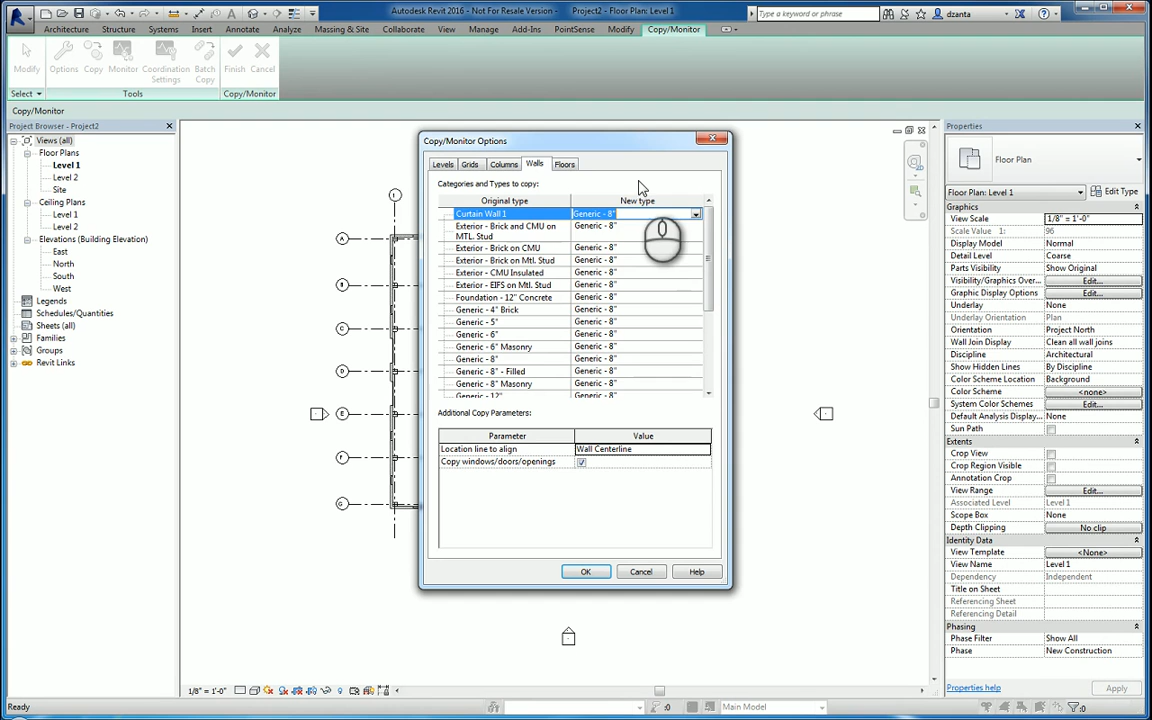 Autodesk Revit 2016 - Not For Resale Version - Project2 - Floor Plan: Level 1
Type a keyword or phrase
dzanta
Architecture Structure Systems Insert Annotate Analyze Massing & Site Collaborate View Manage Add-Ins PointSense Modify Copy/Monitor
Modify Options Copy Monitor Coordination Settings Batch Copy Finish Cancel
Select Tools Copy/Monitor
Copy/Monitor
Project Browser - Project2
Views (all)
Floor Plans
Level 1
Level 2
Site
Ceiling Plans
Level 1
Level 2
Elevations (Building Elevation)
East
North
South
West
Legends
Schedules/Quantities
Sheets (all)
Families
Groups
Revit Links
A
B
C
D
E
F
G
1
Copy/Monitor Options
Levels Grids Columns Walls Floors
Categories and Types to copy:
Original type New type
Curtain Wall 1 Generic - 8"
Exterior - Brick and CMU on MTL. Stud Generic - 8"
Exterior - Brick on CMU Generic - 8"
Exterior - Brick on Mtl. Stud Generic - 8"
Exterior - CMU Insulated Generic - 8"
Exterior - EIFS on Mtl. Stud Generic - 8"
Foundation - 12" Concrete Generic - 8"
Generic - 4" Brick Generic - 8"
Generic - 5" Generic - 8"
Generic - 6" Generic - 8"
Generic - 6" Masonry Generic - 8"
Generic - 8" Generic - 8"
Generic - 8" - Filled Generic - 8"
Generic - 8" Masonry Generic - 8"
Generic - 12" Generic - 8"
Additional Copy Parameters:
Parameter Value
Location line to align Wall Centerline
Copy windows/doors/openings
OK Cancel Help
Properties
Floor Plan
Floor Plan: Level 1 Edit Type
Graphics
View Scale 1/8" = 1'-0"
Scale Value 1: 96
Display Model Normal
Detail Level Coarse
Parts Visibility Show Original
Visibility/Graphics Over... Edit...
Graphic Display Options Edit...
Underlay None
Underlay Orientation Plan
Orientation Project North
Wall Join Display Clean all wall joins
Discipline Architectural
Show Hidden Lines By Discipline
Color Scheme Location Background
Color Scheme <none>
System Color Schemes Edit...
Default Analysis Display... None
Sun Path
Extents
Crop View
Crop Region Visible
Annotation Crop
View Range Edit...
Associated Level Level 1
Scope Box None
Depth Clipping No clip
Identity Data
View Template <None>
View Name Level 1
Dependency Independent
Title on Sheet
Referencing Sheet
Referencing Detail
Phasing
Phase Filter Show All
Phase New Construction
Properties help Apply
1/8" = 1'-0"
Ready :0 Main Model :0